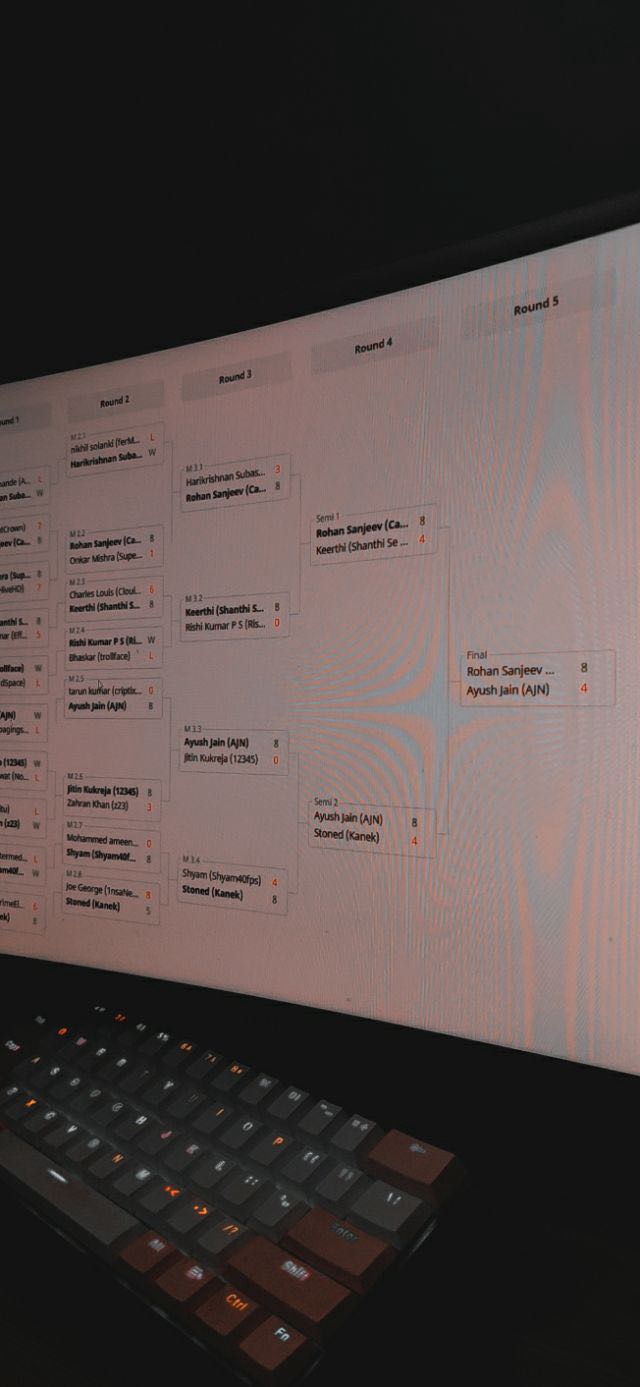 Round 2
Round 3
Round 4
Round 5
M 2.1
nikhil solanki (ferM... L
Harikrishnan Suba... W
M 2.2
Rohan Sanjeev (Ca... 8
Onkar Mishra (Supe... 1
M 2.3
Charles Louis (Cloui... 6
Keerthi (Shanthi S... 8
M 2.4
Rishi Kumar P S (Ri... W
Bhaskar (trollface) L
M 2.5
tarun kumar (criptix... 0
Ayush Jain (AJN) 8
M 2.6
Jitin Kukreja (12345) 8
Zahran Khan (z23) 3
M 2.7
Mohammed ameen... 0
Shyam (Shyam40f... 8
M 2.8
Joe George (1nsaNe... 8
Stoned (Kanek) 5
M 3.1
Harikrishnan Subas... 3
Rohan Sanjeev (Ca... 8
M 3.2
Keerthi (Shanthi S... 8
Rishi Kumar P S (Ris... 0
M 3.3
Ayush Jain (AJN) 8
Jitin Kukreja (12345) 0
M 3.4
Shyam (Shyam40fps) 4
Stoned (Kanek) 8
Semi 1
Rohan Sanjeev (Ca... 8
Keerthi (Shanthi Se ... 4
Semi 2
Ayush Jain (AJN) 8
Stoned (Kanek) 4
Final
Rohan Sanjeev ... 8
Ayush Jain (AJN) 4
Enter
Shift
Alt
Ctrl
Fn